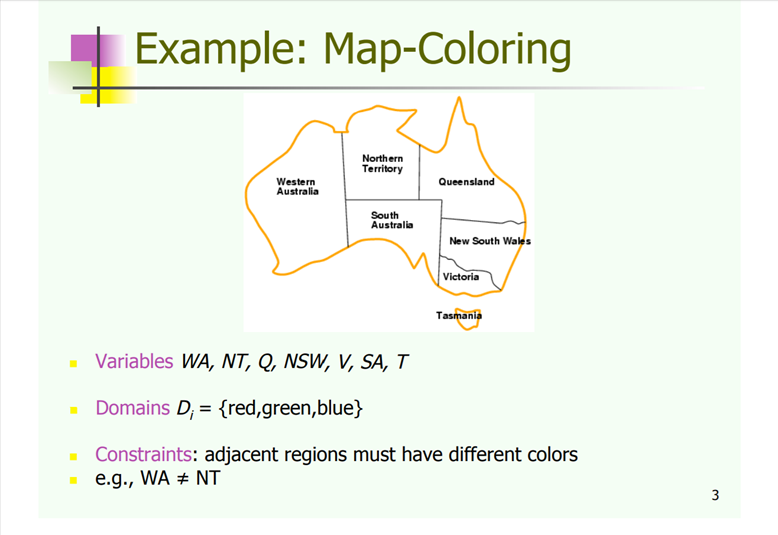 Example: Map-Coloring
Northern
Territory
Western
Australia
Queensland
South
Australia
New South Wales
Victoria
Tasmania
Variables WA, NT, Q, NSW, V, SA, T
Domains Di = {red,green,blue}
Constraints: adjacent regions must have different colors
e.g., WA ≠ NT
3